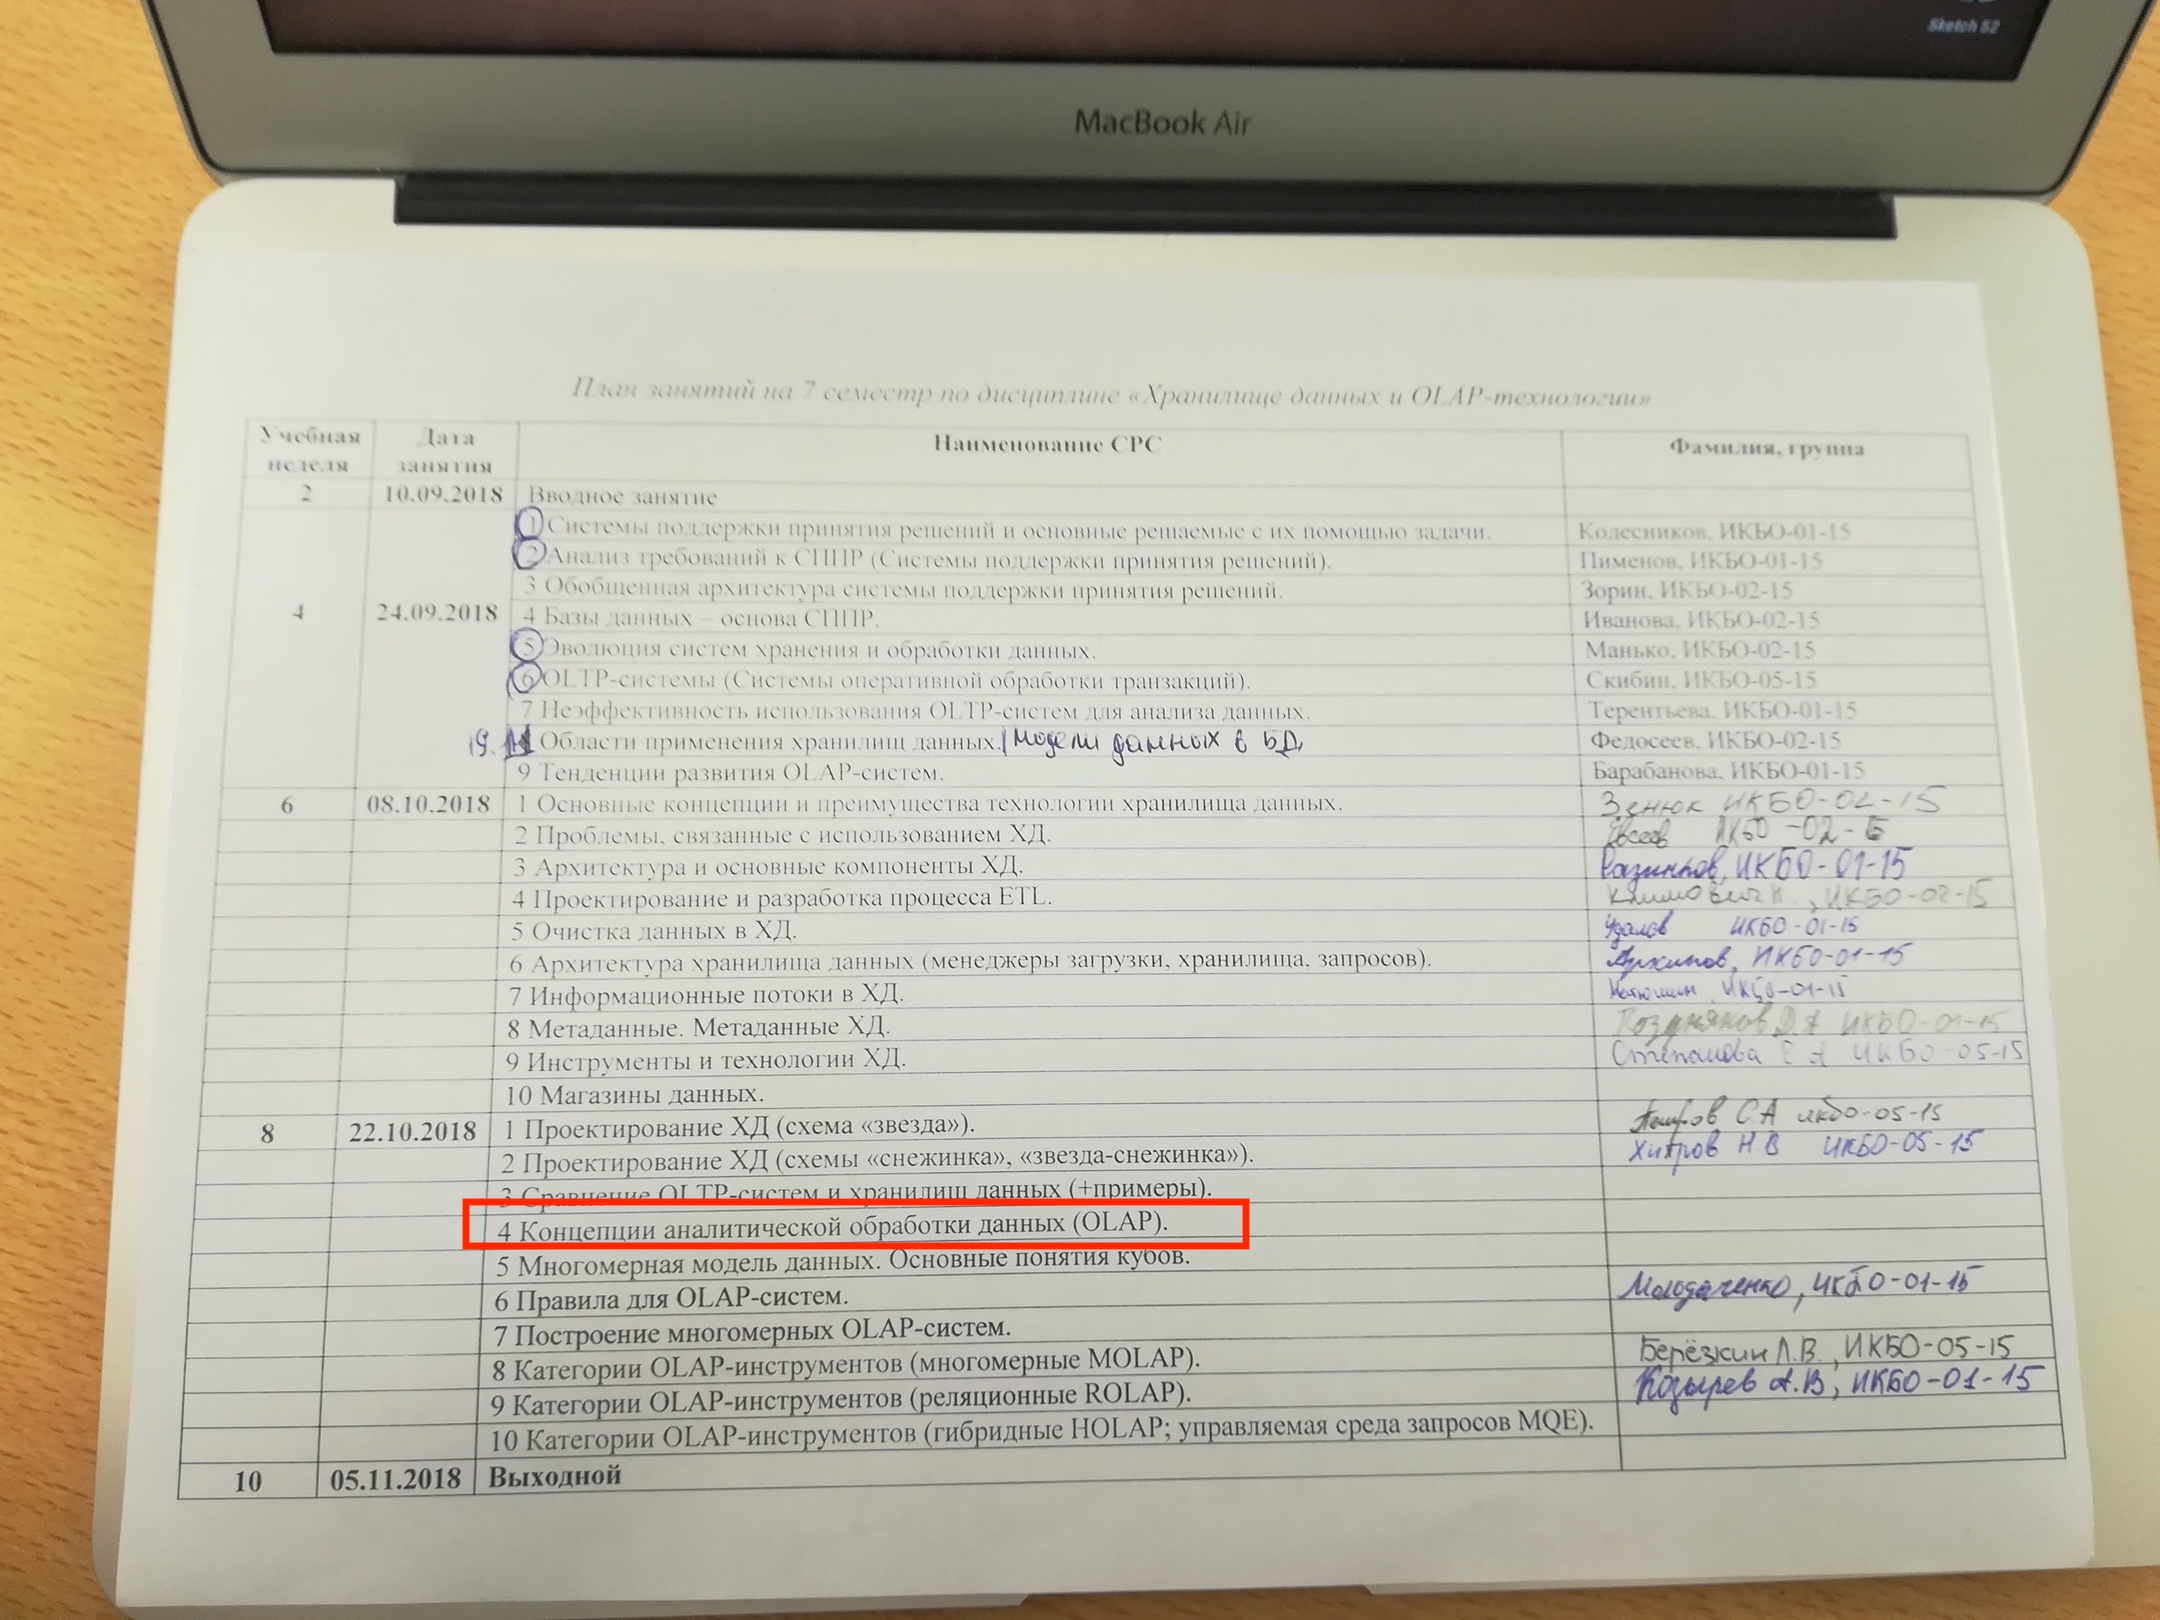 Sketch 52
MacBook Air
План занятий на 7 семестр по дисциплине «Хранилище данных и OLAP-технологии»
Учебная неделя Дата занятия Наименование СРС Фамилия, группа
2 10.09.2018 Вводное занятие
1 Системы поддержки принятия решений и основные решаемые с их помощью задачи. Колесников, ИКБО-01-15
2 Анализ требований к СППР (Системы поддержки принятия решений). Пименов, ИКБО-01-15
3 Обобщенная архитектура системы поддержки принятия решений. Зорин, ИКБО-02-15
4 24.09.2018 4 Базы данных – основа СППР. Иванова, ИКБО-02-15
5 Эволюция систем хранения и обработки данных. Манько, ИКБО-02-15
6 OLTP-системы (Системы оперативной обработки транзакций). Скибин, ИКБО-05-15
7 Неэффективность использования OLTP-систем для анализа данных. Терентьева, ИКБО-01-15
Области применения хранилищ данных. Модели данных в БД Федосеев, ИКБО-02-15
9 Тенденции развития OLAP-систем. Барабанова, ИКБО-01-15
6 08.10.2018 1 Основные концепции и преимущества технологии хранилища данных. Зенюк ИКБО-02-15
2 Проблемы, связанные с использованием ХД. Евсеев ИКБО-02-15
3 Архитектура и основные компоненты ХД. ИКБО-01-15
4 Проектирование и разработка процесса ETL. Климович ИКБО-02-15
5 Очистка данных в ХД. Удалов ИКБО-01-15
6 Архитектура хранилища данных (менеджеры загрузки, хранилища, запросов). Архипов, ИКБО-01-15
7 Информационные потоки в ХД. ИКБО-01-15
8 Метаданные. Метаданные ХД. Поздняков Д А ИКБО-01-15
9 Инструменты и технологии ХД. Степанова Е А ИКБО-05-15
10 Магазины данных.
8 22.10.2018 1 Проектирование ХД (схема «звезда»). С.А ИКБО-05-15
2 Проектирование ХД (схемы «снежинка», «звезда-снежинка»). Хитров Н.В ИКБО-05-15
3 Сравнение OLTP-систем и хранилищ данных (+примеры).
4 Концепции аналитической обработки данных (OLAP).
5 Многомерная модель данных. Основные понятия кубов.
6 Правила для OLAP-систем. ИКБО-01-15
7 Построение многомерных OLAP-систем.
8 Категории OLAP-инструментов (многомерные MOLAP). Берёзкин Л.В., ИКБО-05-15
9 Категории OLAP-инструментов (реляционные ROLAP). Козырев А.В, ИКБО-01-15
10 Категории OLAP-инструментов (гибридные HOLAP; управляемая среда запросов MQE).
10 05.11.2018 Выходной